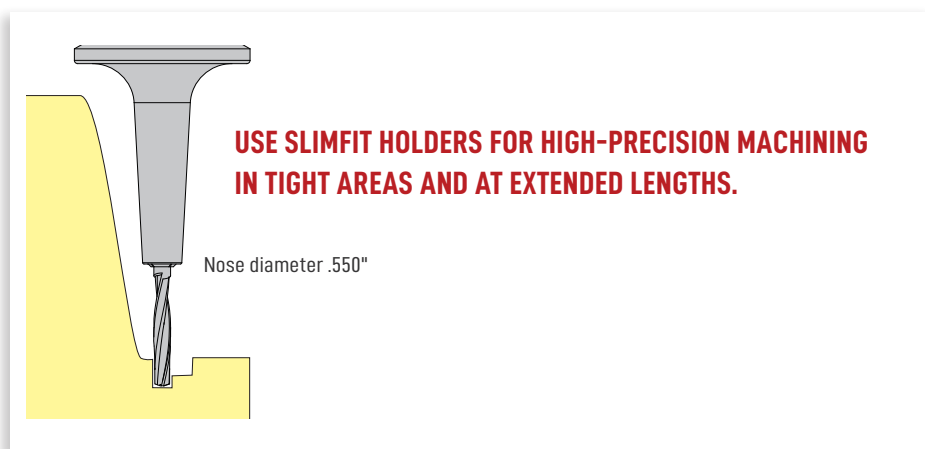 USE SLIMFIT HOLDERS FOR HIGH-PRECISION MACHINING
IN TIGHT AREAS AND AT EXTENDED LENGTHS.
Nose diameter .550"